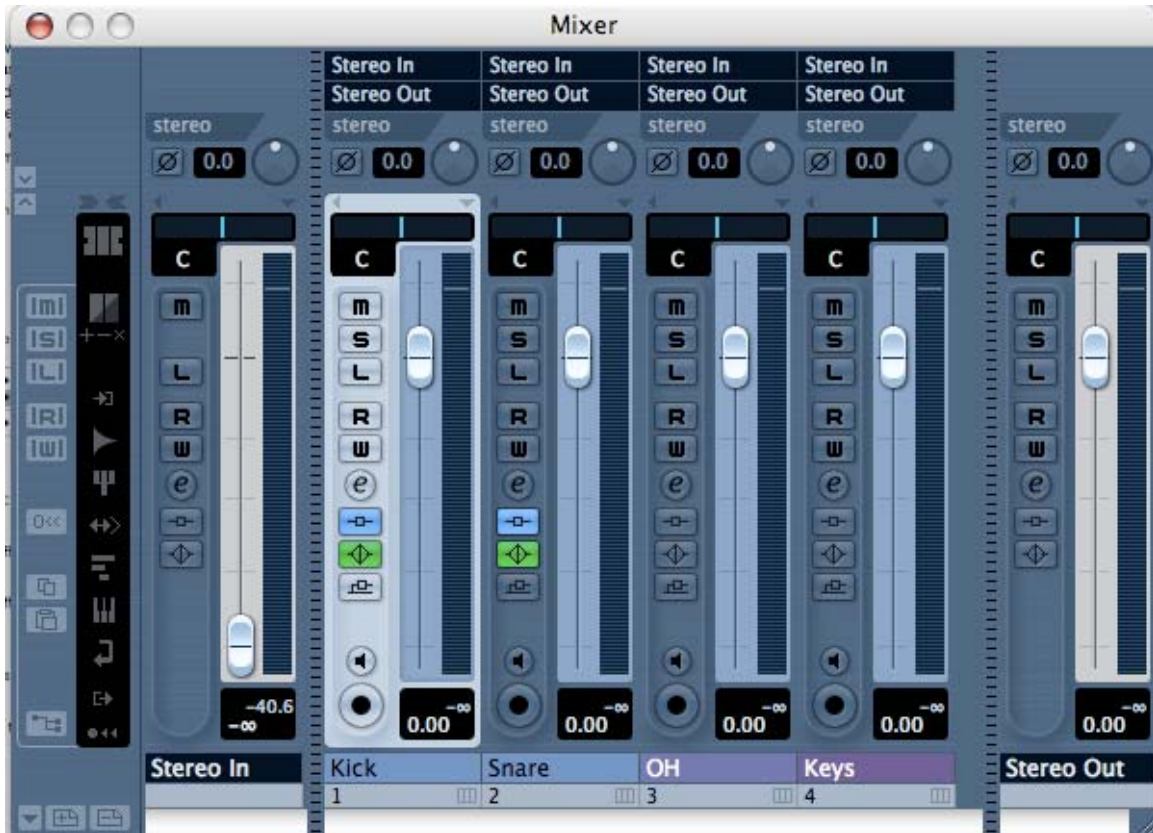 Mixer
Stereo In Stereo In Stereo In Stereo In
Stereo Out Stereo Out Stereo Out Stereo Out
stereo stereo stereo stereo stereo stereo
Ø 0.0 Ø 0.0 Ø 0.0 Ø 0.0 Ø 0.0 Ø 0.0
C C C C C C
m m m m m m m
S S S S S S
L L L L L L L
R R R R R R R
W W W W W W W
e e e e e e
0<<
-40.6 -∞ -∞ -∞ -∞ -∞
-∞ 0.00 0.00 0.00 0.00 0.00
Stereo In Kick Snare OH Keys Stereo Out
1 2 3 4